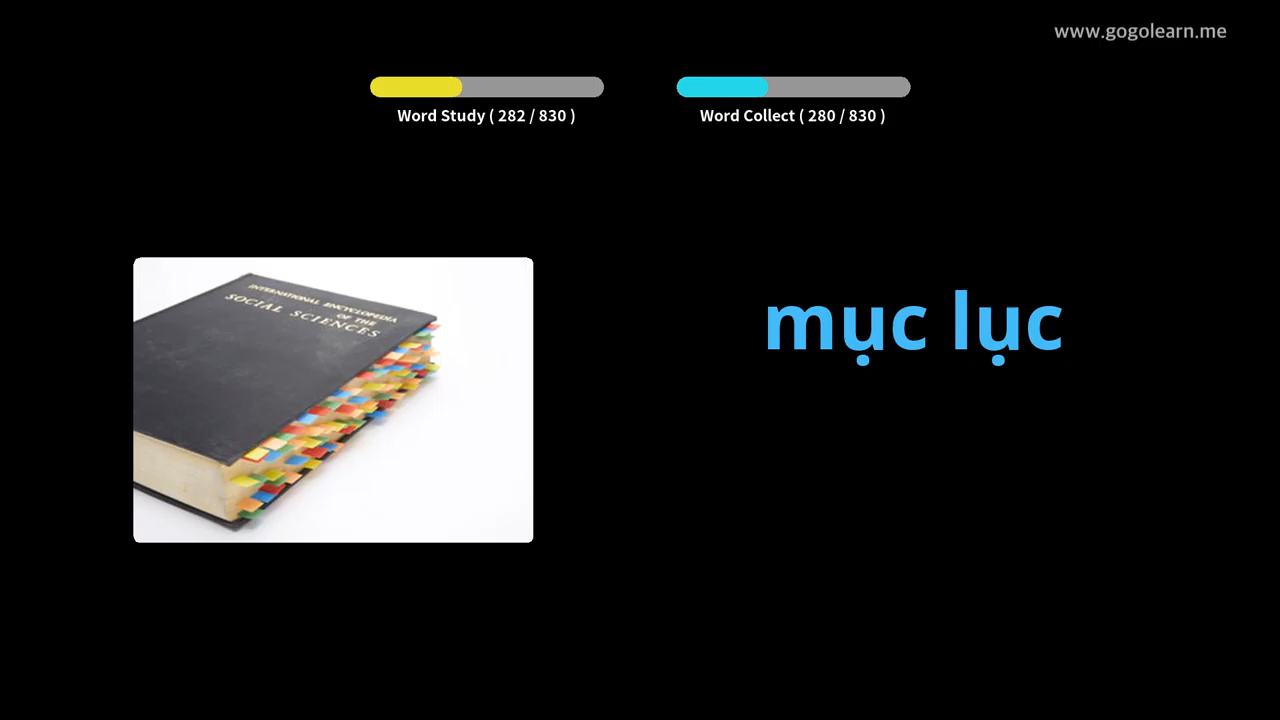 www.gogolearn.me
Word Study ( 282 / 830 )
Word Collect ( 280 / 830 )
INTERNATIONAL ENCYCLOPEDIA
OF THE
SOCIAL SCIENCES
mục lục